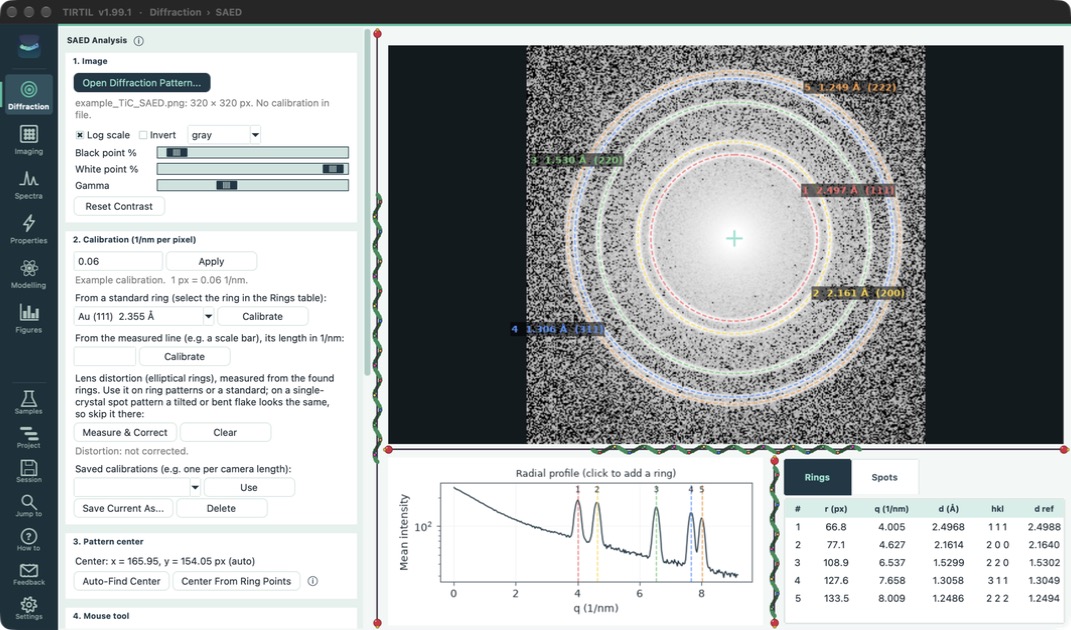 TIRTIL v1.99.1 - Diffraction › SAED
Diffraction
Imaging
Spectra
Properties
Modelling
Figures
Samples
Project
Session
Jump to
How to
Feedback
Settings
SAED Analysis
1. Image
Open Diffraction Pattern...
example_TiC_SAED.png: 320 × 320 px. No calibration in
file.
Log scale Invert gray
Black point %
White point %
Gamma
Reset Contrast
2. Calibration (1/nm per pixel)
0.06 Apply
Example calibration. 1 px = 0.06 1/nm.
From a standard ring (select the ring in the Rings table):
Au (111) 2.355 Å Calibrate
From the measured line (e.g. a scale bar), its length in 1/nm:
Calibrate
Lens distortion (elliptical rings), measured from the found
rings. Use it on ring patterns or a standard; on a single-
crystal spot pattern a tilted or bent flake looks the same,
so skip it there:
Measure & Correct Clear
Distortion: not corrected.
Saved calibrations (e.g. one per camera length):
Use
Save Current As... Delete
3. Pattern center
Center: x = 165.95, y = 154.05 px (auto)
Auto-Find Center Center From Ring Points
4. Mouse tool
5 1.249 Å (222)
3 1.530 Å (220)
1 2.497 Å (111)
2 2.161 Å (200)
4 1.306 Å (311)
Radial profile (click to add a ring)
1 2 3 4 5
Mean intensity
10²
0 2 4 6 8
q (1/nm)
Rings Spots
# r (px) q (1/nm) d (Å) hkl d ref
1 66.8 4.005 2.4968 1 1 1 2.4988
2 77.1 4.627 2.1614 2 0 0 2.1640
3 108.9 6.537 1.5299 2 2 0 1.5302
4 127.6 7.658 1.3058 3 1 1 1.3049
5 133.5 8.009 1.2486 2 2 2 1.2494